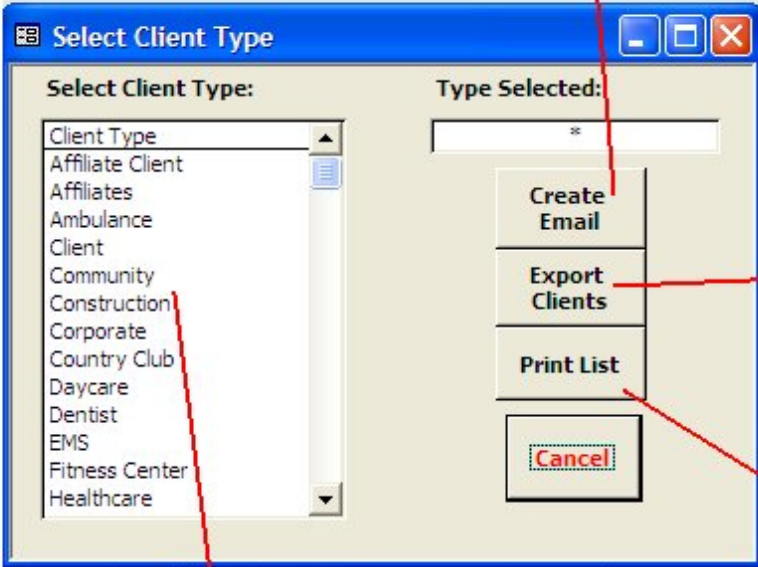 Select Client Type
Select Client Type:
Client Type
Affiliate Client
Affiliates
Ambulance
Client
Community
Construction
Corporate
Country Club
Daycare
Dentist
EMS
Fitness Center
Healthcare
Type Selected:
*
Create
Email
Export
Clients
Print List
Cancel